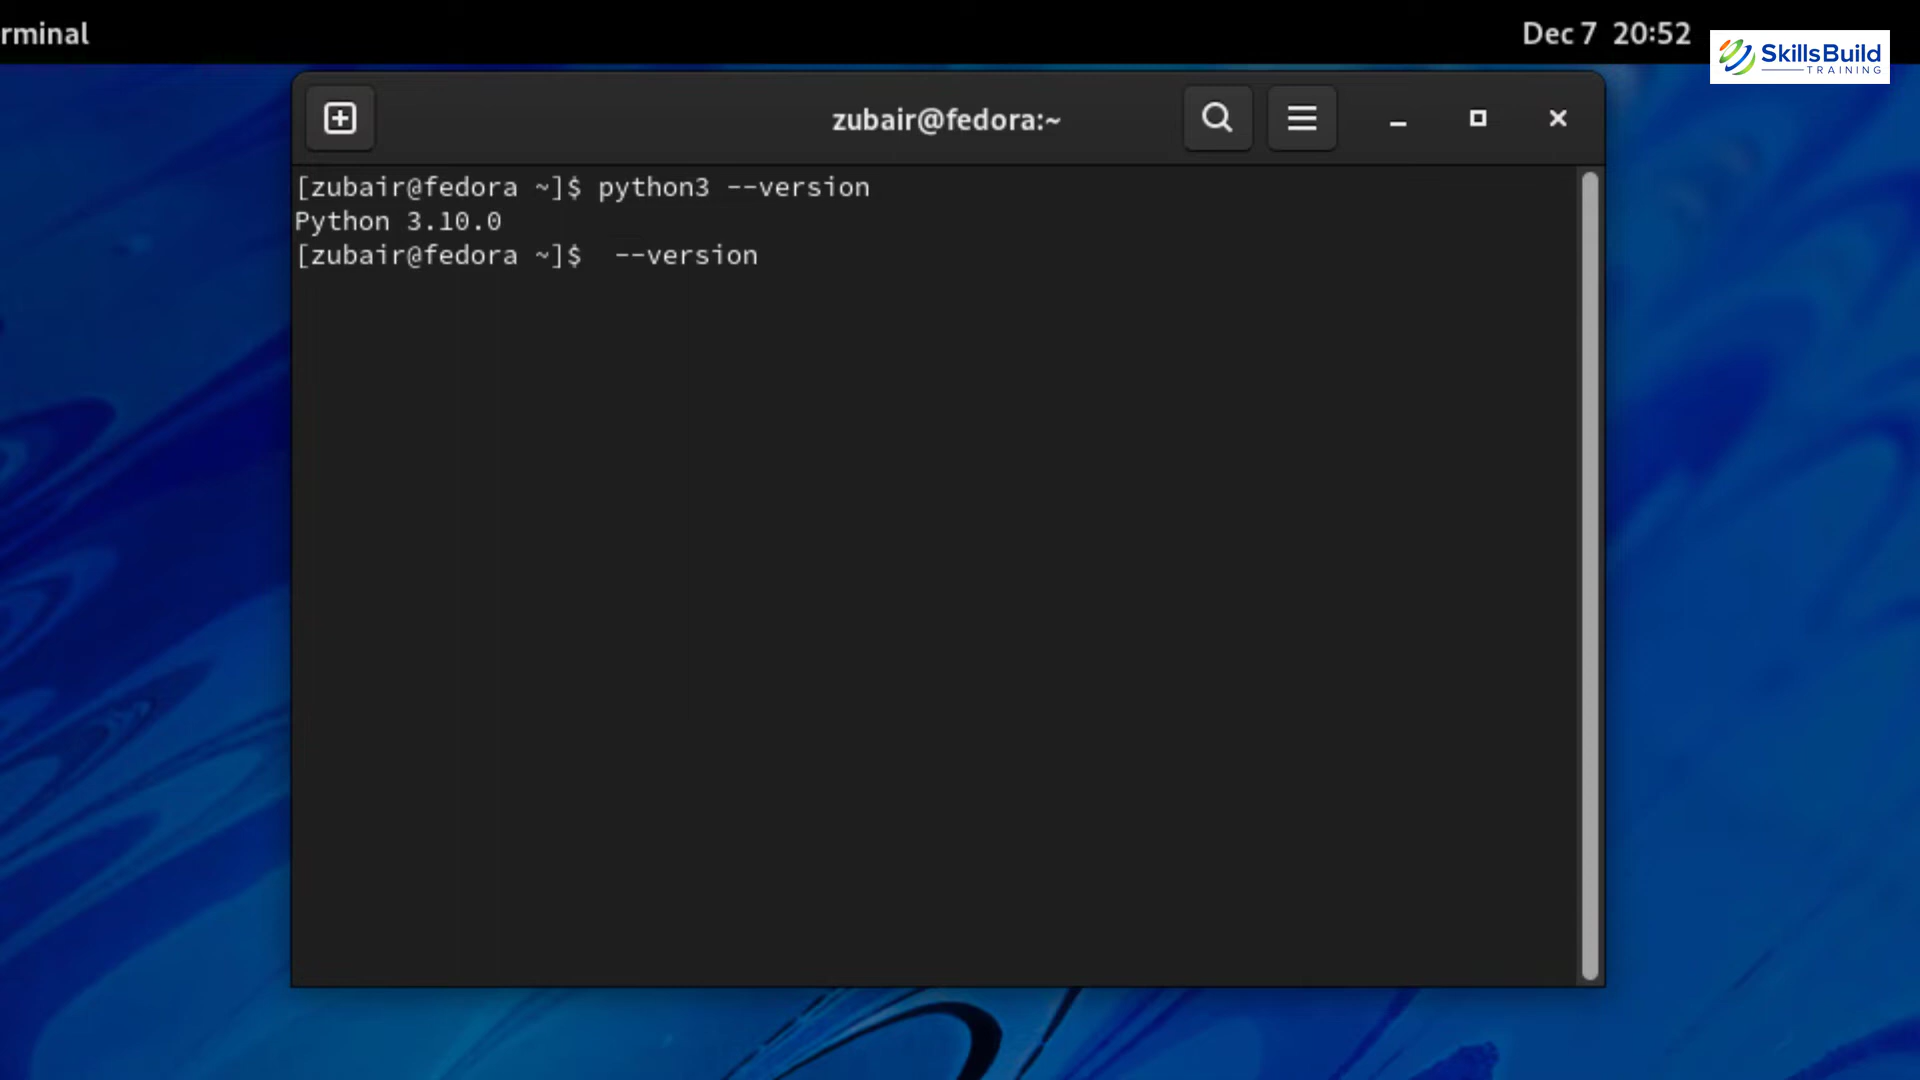 rminal
Dec 7 20:52
SkillsBuild
TRAINING
zubair@fedora:~
[zubair@fedora ~]$ python3 --version
Python 3.10.0
[zubair@fedora ~]$  --version